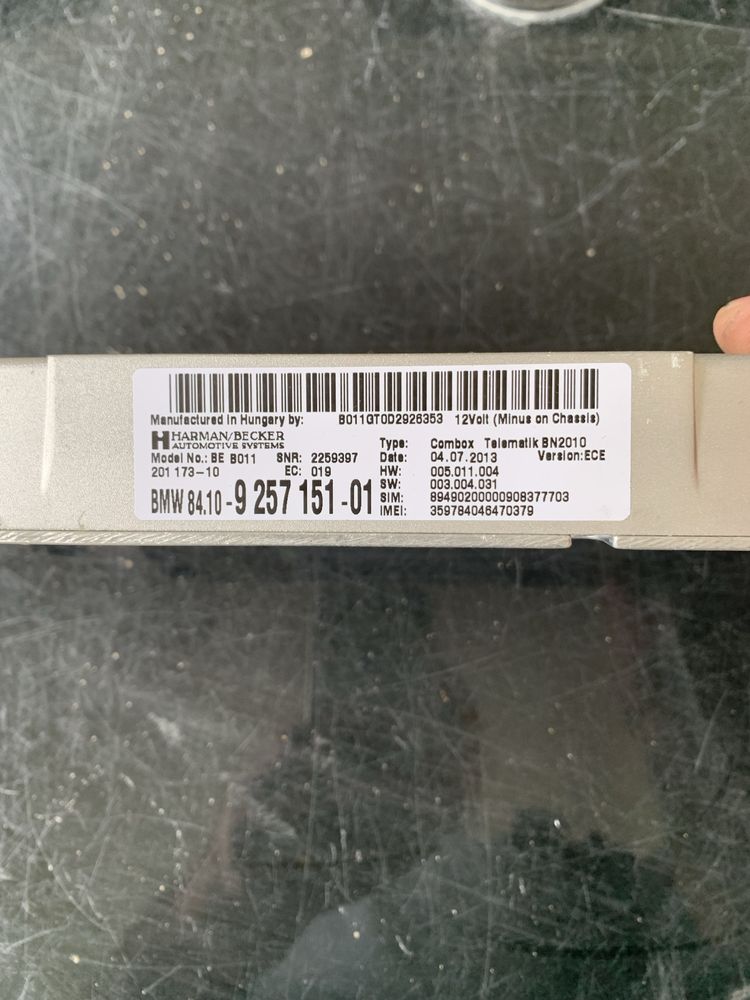 Manufactured in Hungary by: B011GT0D2926353 12Volt (Minus on Chassis)
HARMAN/BECKER
AUTOMOTIVE SYSTEMS
Type: Combox Telematik BN2010
Model No.: BE B011 SNR: 2259397 Date: 04.07.2013 Version:ECE
201 173-10 EC: 019 HW: 005.011.004
SW: 003.004.031
BMW 84.10 - 9 257 151 - 01 SIM: 89490200000908377703
IMEI: 359784046470379